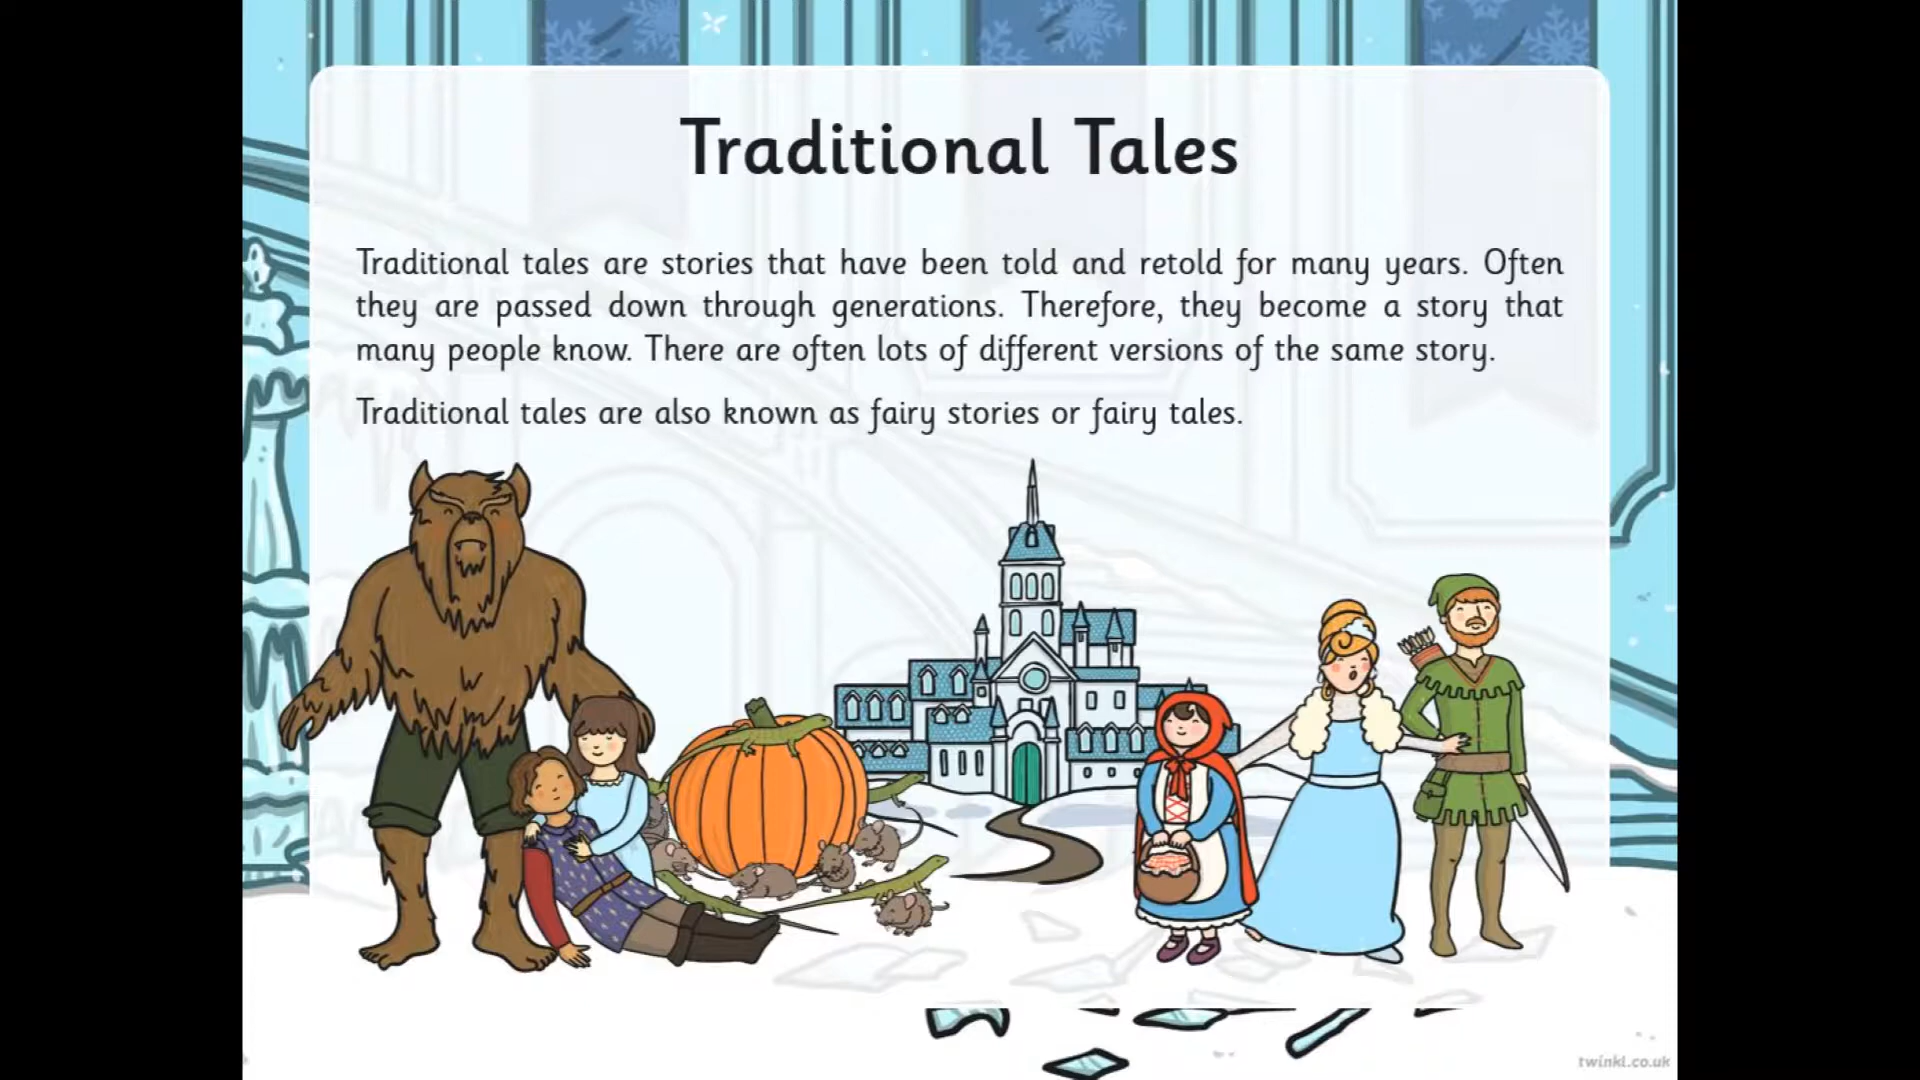 Traditional Tales
Traditional tales are stories that have been told and retold for many years. Often
they are passed down through generations. Therefore, they become a story that
many people know. There are often lots of different versions of the same story.
Traditional tales are also known as fairy stories or fairy tales.
twinkl.co.uk